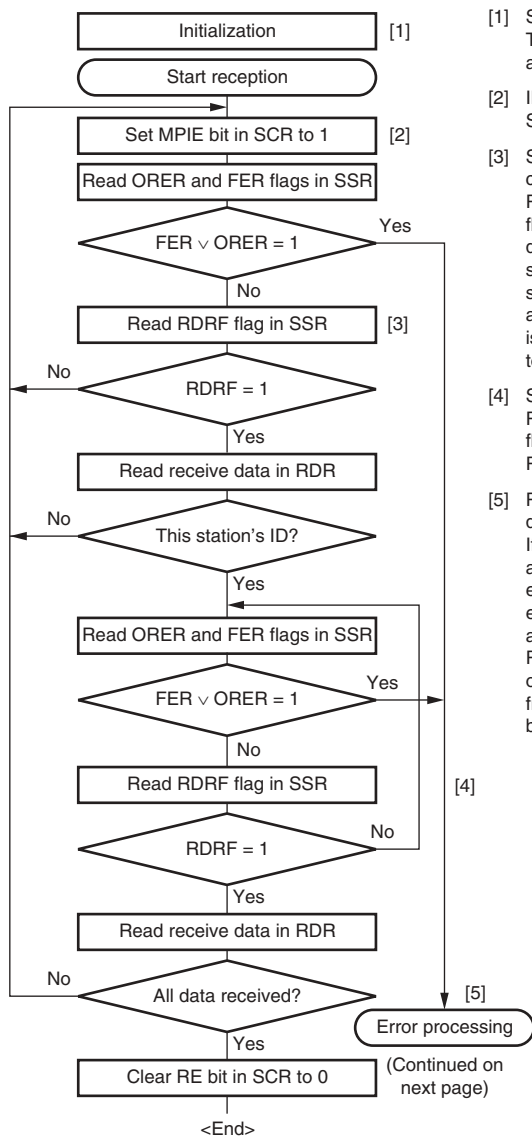 Initialization [1]
Start reception
Set MPIE bit in SCR to 1 [2]
Read ORER and FER flags in SSR
FER ∨ ORER = 1
Yes
No
Read RDRF flag in SSR [3]
No
RDRF = 1
Yes
Read receive data in RDR
No
This station's ID?
Yes
Read ORER and FER flags in SSR
FER ∨ ORER = 1
Yes
No
Read RDRF flag in SSR
[4]
RDRF = 1
No
Yes
Read receive data in RDR
No
All data received?
[5]
Yes
Error processing
Clear RE bit in SCR to 0
(Continued on
next page)
<End>
[1]
[2]
[3]
[4]
[5]